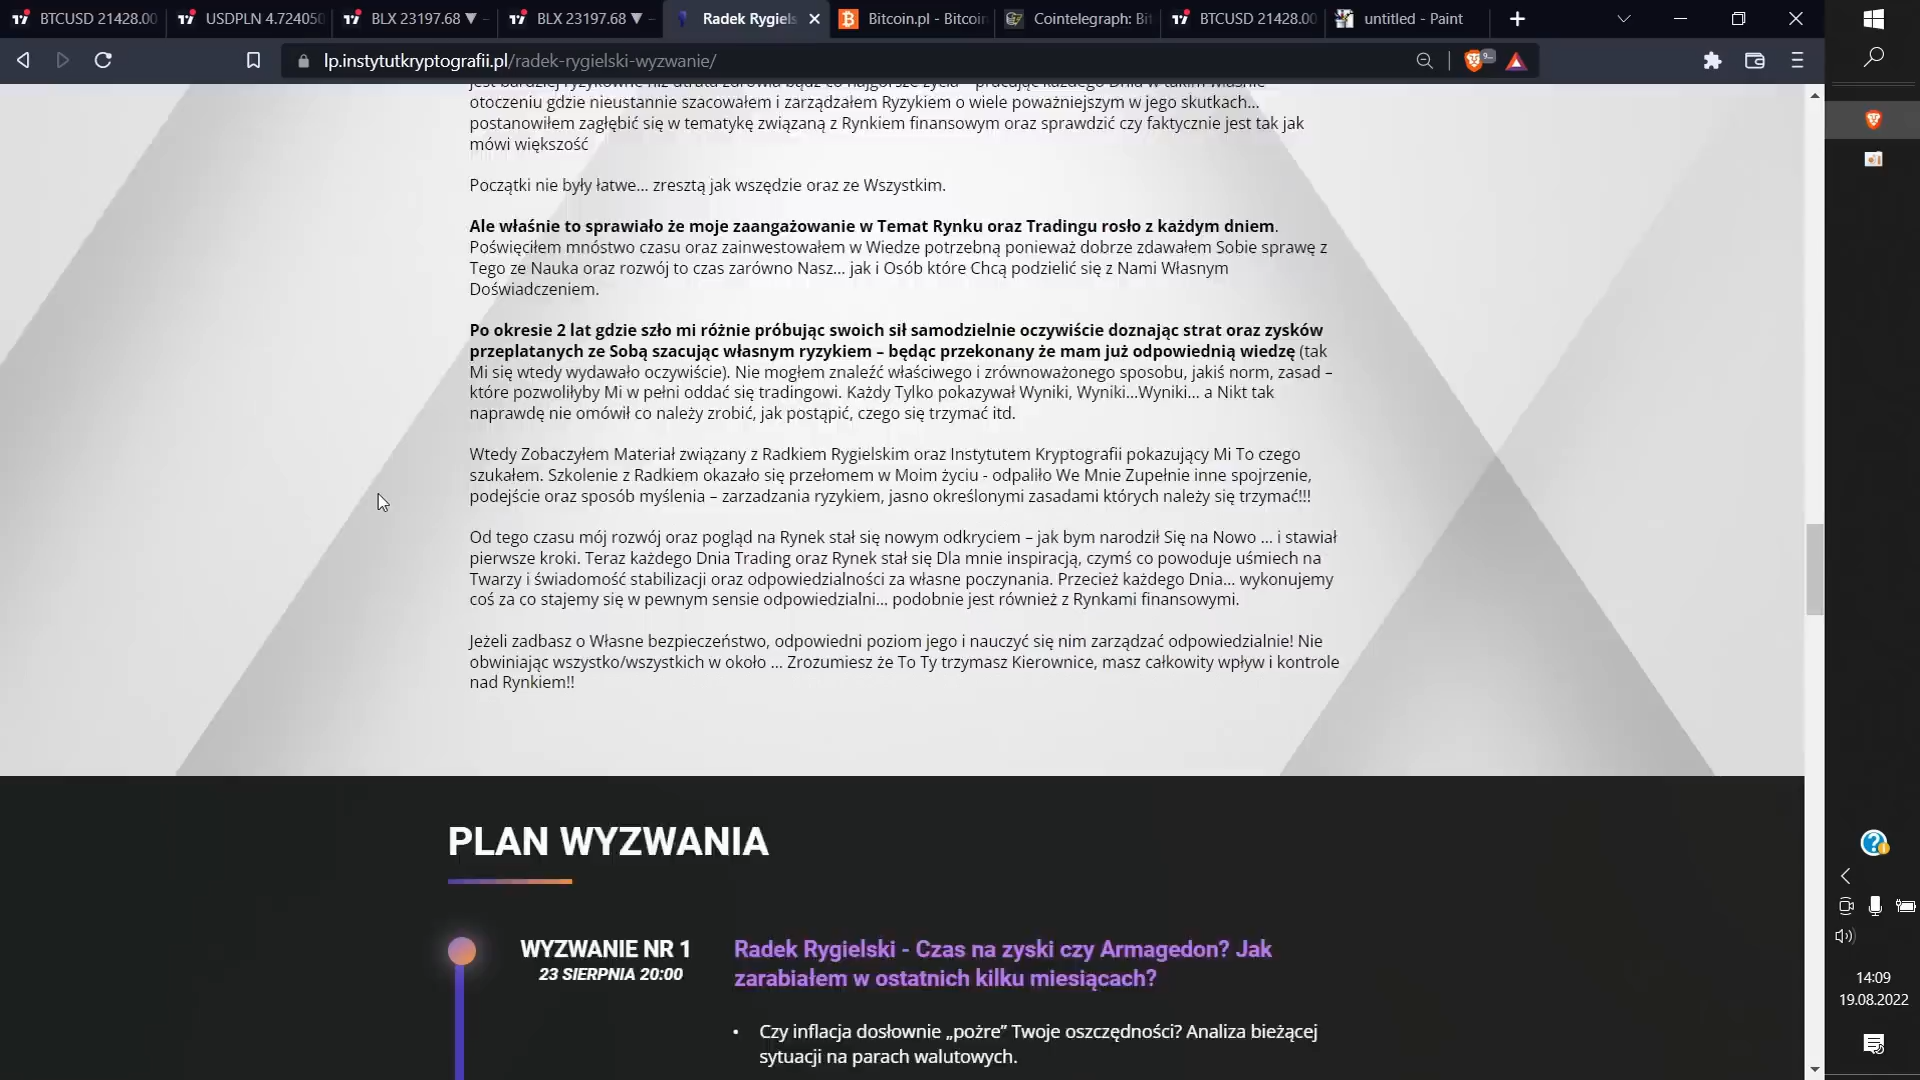 BTCUSD 21428.00
USDPLN 4.724050
BLX 23197.68 ▼
BLX 23197.68 ▼
Radek Rygiels
Bitcoin.pl - Bitcoin
Cointelegraph: Bi
BTCUSD 21428.00
untitled - Paint
lp.instytutkryptografii.pl/radek-rygielski-wyzwanie/
otoczeniu gdzie nieustannie szacowałem i zarządzałem Ryzykiem o wiele poważniejszym w jego skutkach...
postanowiłem zagłębić się w tematykę związaną z Rynkiem finansowym oraz sprawdzić czy faktycznie jest tak jak
mówi większość
Początki nie były łatwe... zresztą jak wszędzie oraz ze Wszystkim.
Ale właśnie to sprawiało że moje zaangażowanie w Temat Rynku oraz Tradingu rosło z każdym dniem.
Poświęciłem mnóstwo czasu oraz zainwestowałem w Wiedze potrzebną ponieważ dobrze zdawałem Sobie sprawę z
Tego ze Nauka oraz rozwój to czas zarówno Nasz... jak i Osób które Chcą podzielić się z Nami Własnym
Doświadczeniem.
Po okresie 2 lat gdzie szło mi różnie próbując swoich sił samodzielnie oczywiście doznając strat oraz zysków
przeplatanych ze Sobą szacując własnym ryzykiem – będąc przekonany że mam już odpowiednią wiedzę (tak
Mi się wtedy wydawało oczywiście). Nie mogłem znaleźć właściwego i zrównoważonego sposobu, jakiś norm, zasad –
które pozwoliłyby Mi w pełni oddać się tradingowi. Każdy Tylko pokazywał Wyniki, Wyniki...Wyniki... a Nikt tak
naprawdę nie omówił co należy zrobić, jak postąpić, czego się trzymać itd.
Wtedy Zobaczyłem Materiał związany z Radkiem Rygielskim oraz Instytutem Kryptografii pokazujący Mi To czego
szukałem. Szkolenie z Radkiem okazało się przełomem w Moim życiu - odpaliło We Mnie Zupełnie inne spojrzenie,
podejście oraz sposób myślenia – zarzadzania ryzykiem, jasno określonymi zasadami których należy się trzymać!!!
Od tego czasu mój rozwój oraz pogląd na Rynek stał się nowym odkryciem – jak bym narodził Się na Nowo ... i stawiał
pierwsze kroki. Teraz każdego Dnia Trading oraz Rynek stał się Dla mnie inspiracją, czymś co powoduje uśmiech na
Twarzy i świadomość stabilizacji oraz odpowiedzialności za własne poczynania. Przecież każdego Dnia... wykonujemy
coś za co stajemy się w pewnym sensie odpowiedzialni... podobnie jest również z Rynkami finansowymi.
Jeżeli zadbasz o Własne bezpieczeństwo, odpowiedni poziom jego i nauczyć się nim zarządzać odpowiedzialnie! Nie
obwiniając wszystko/wszystkich w około ... Zrozumiesz że To Ty trzymasz Kierownice, masz całkowity wpływ i kontrole
nad Rynkiem!!
PLAN WYZWANIA
WYZWANIE NR 1
23 SIERPNIA 20:00
Radek Rygielski - Czas na zyski czy Armagedon? Jak
zarabiałem w ostatnich kilku miesiącach?
• Czy inflacja dosłownie „pożre” Twoje oszczędności? Analiza bieżącej
sytuacji na parach walutowych.
14:09
19.08.2022